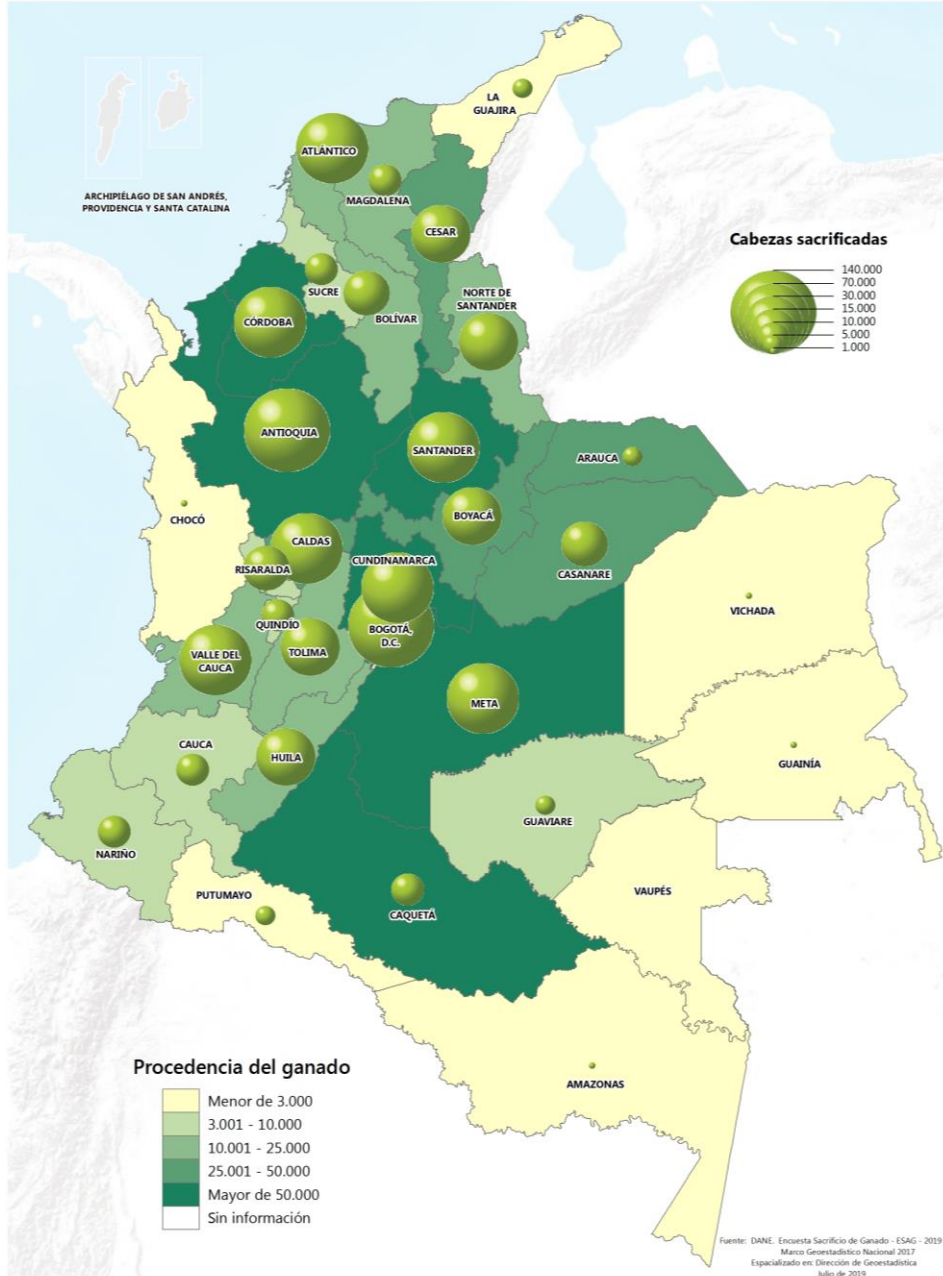 LA
GUAJIRA
ATLÁNTICO
MAGDALENA
ARCHIPIÉLAGO DE SAN ANDRÉS,
PROVIDENCIA Y SANTA CATALINA
CESAR
Cabezas sacrificadas
140.000
70.000
30.000
15.000
10.000
5.000
1.000
SUCRE
BOLÍVAR
NORTE DE
SANTANDER
CÓRDOBA
ANTIOQUIA
SANTANDER
ARAUCA
CHOCÓ
BOYACÁ
CALDAS
CUNDINAMARCA
RISARALDA
CASANARE
VICHADA
QUINDÍO
BOGOTÁ,
D.C.
VALLE DEL
CAUCA
TOLIMA
META
CAUCA
HUILA
GUAINÍA
GUAVIARE
NARIÑO
PUTUMAYO
CAQUETÁ
VAUPÉS
AMAZONAS
Procedencia del ganado
Menor de 3.000
3.001 - 10.000
10.001 - 25.000
25.001 - 50.000
Mayor de 50.000
Sin información
Fuente: DANE. Encuesta Sacrificio de Ganado - ESAG - 2019
Marco Geoestadístico Nacional 2017
Espacializado en: Dirección de Geoestadística
Julio de 2019